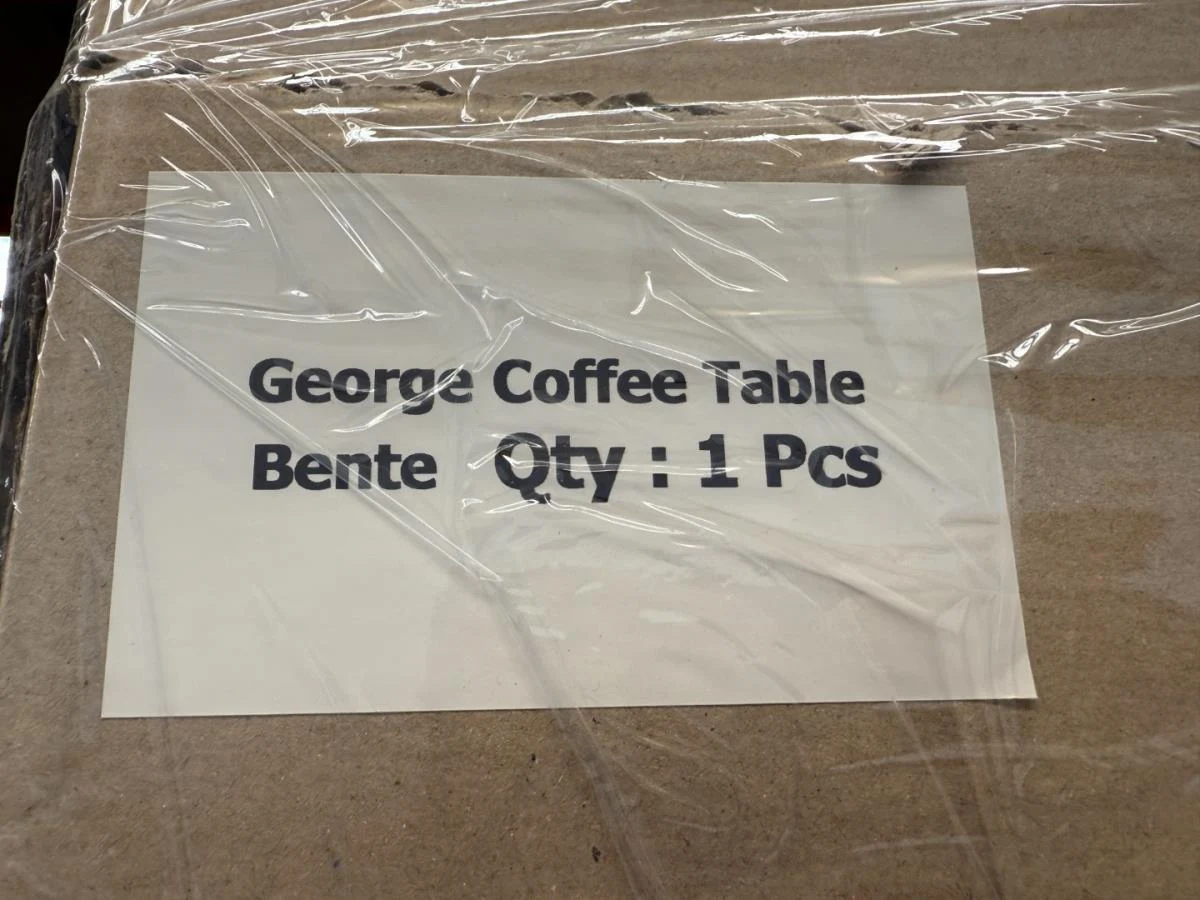 George Coffee Table
Bente Qty : 1 Pcs